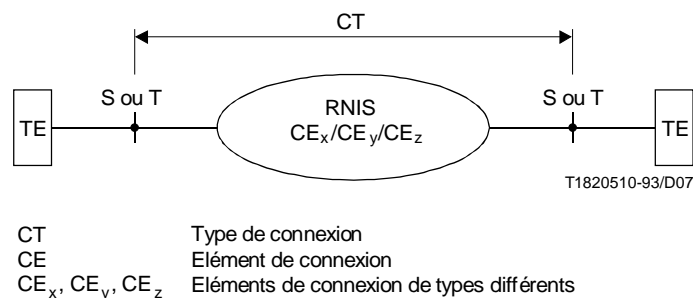 CT
S ou T
S ou T
TE
RNIS
CEx/CEy/CEz
TE
T1820510-93/D07
CT Type de connexion
CE Elément de connexion
CEx, CEy, CEz Eléments de connexion de types différents